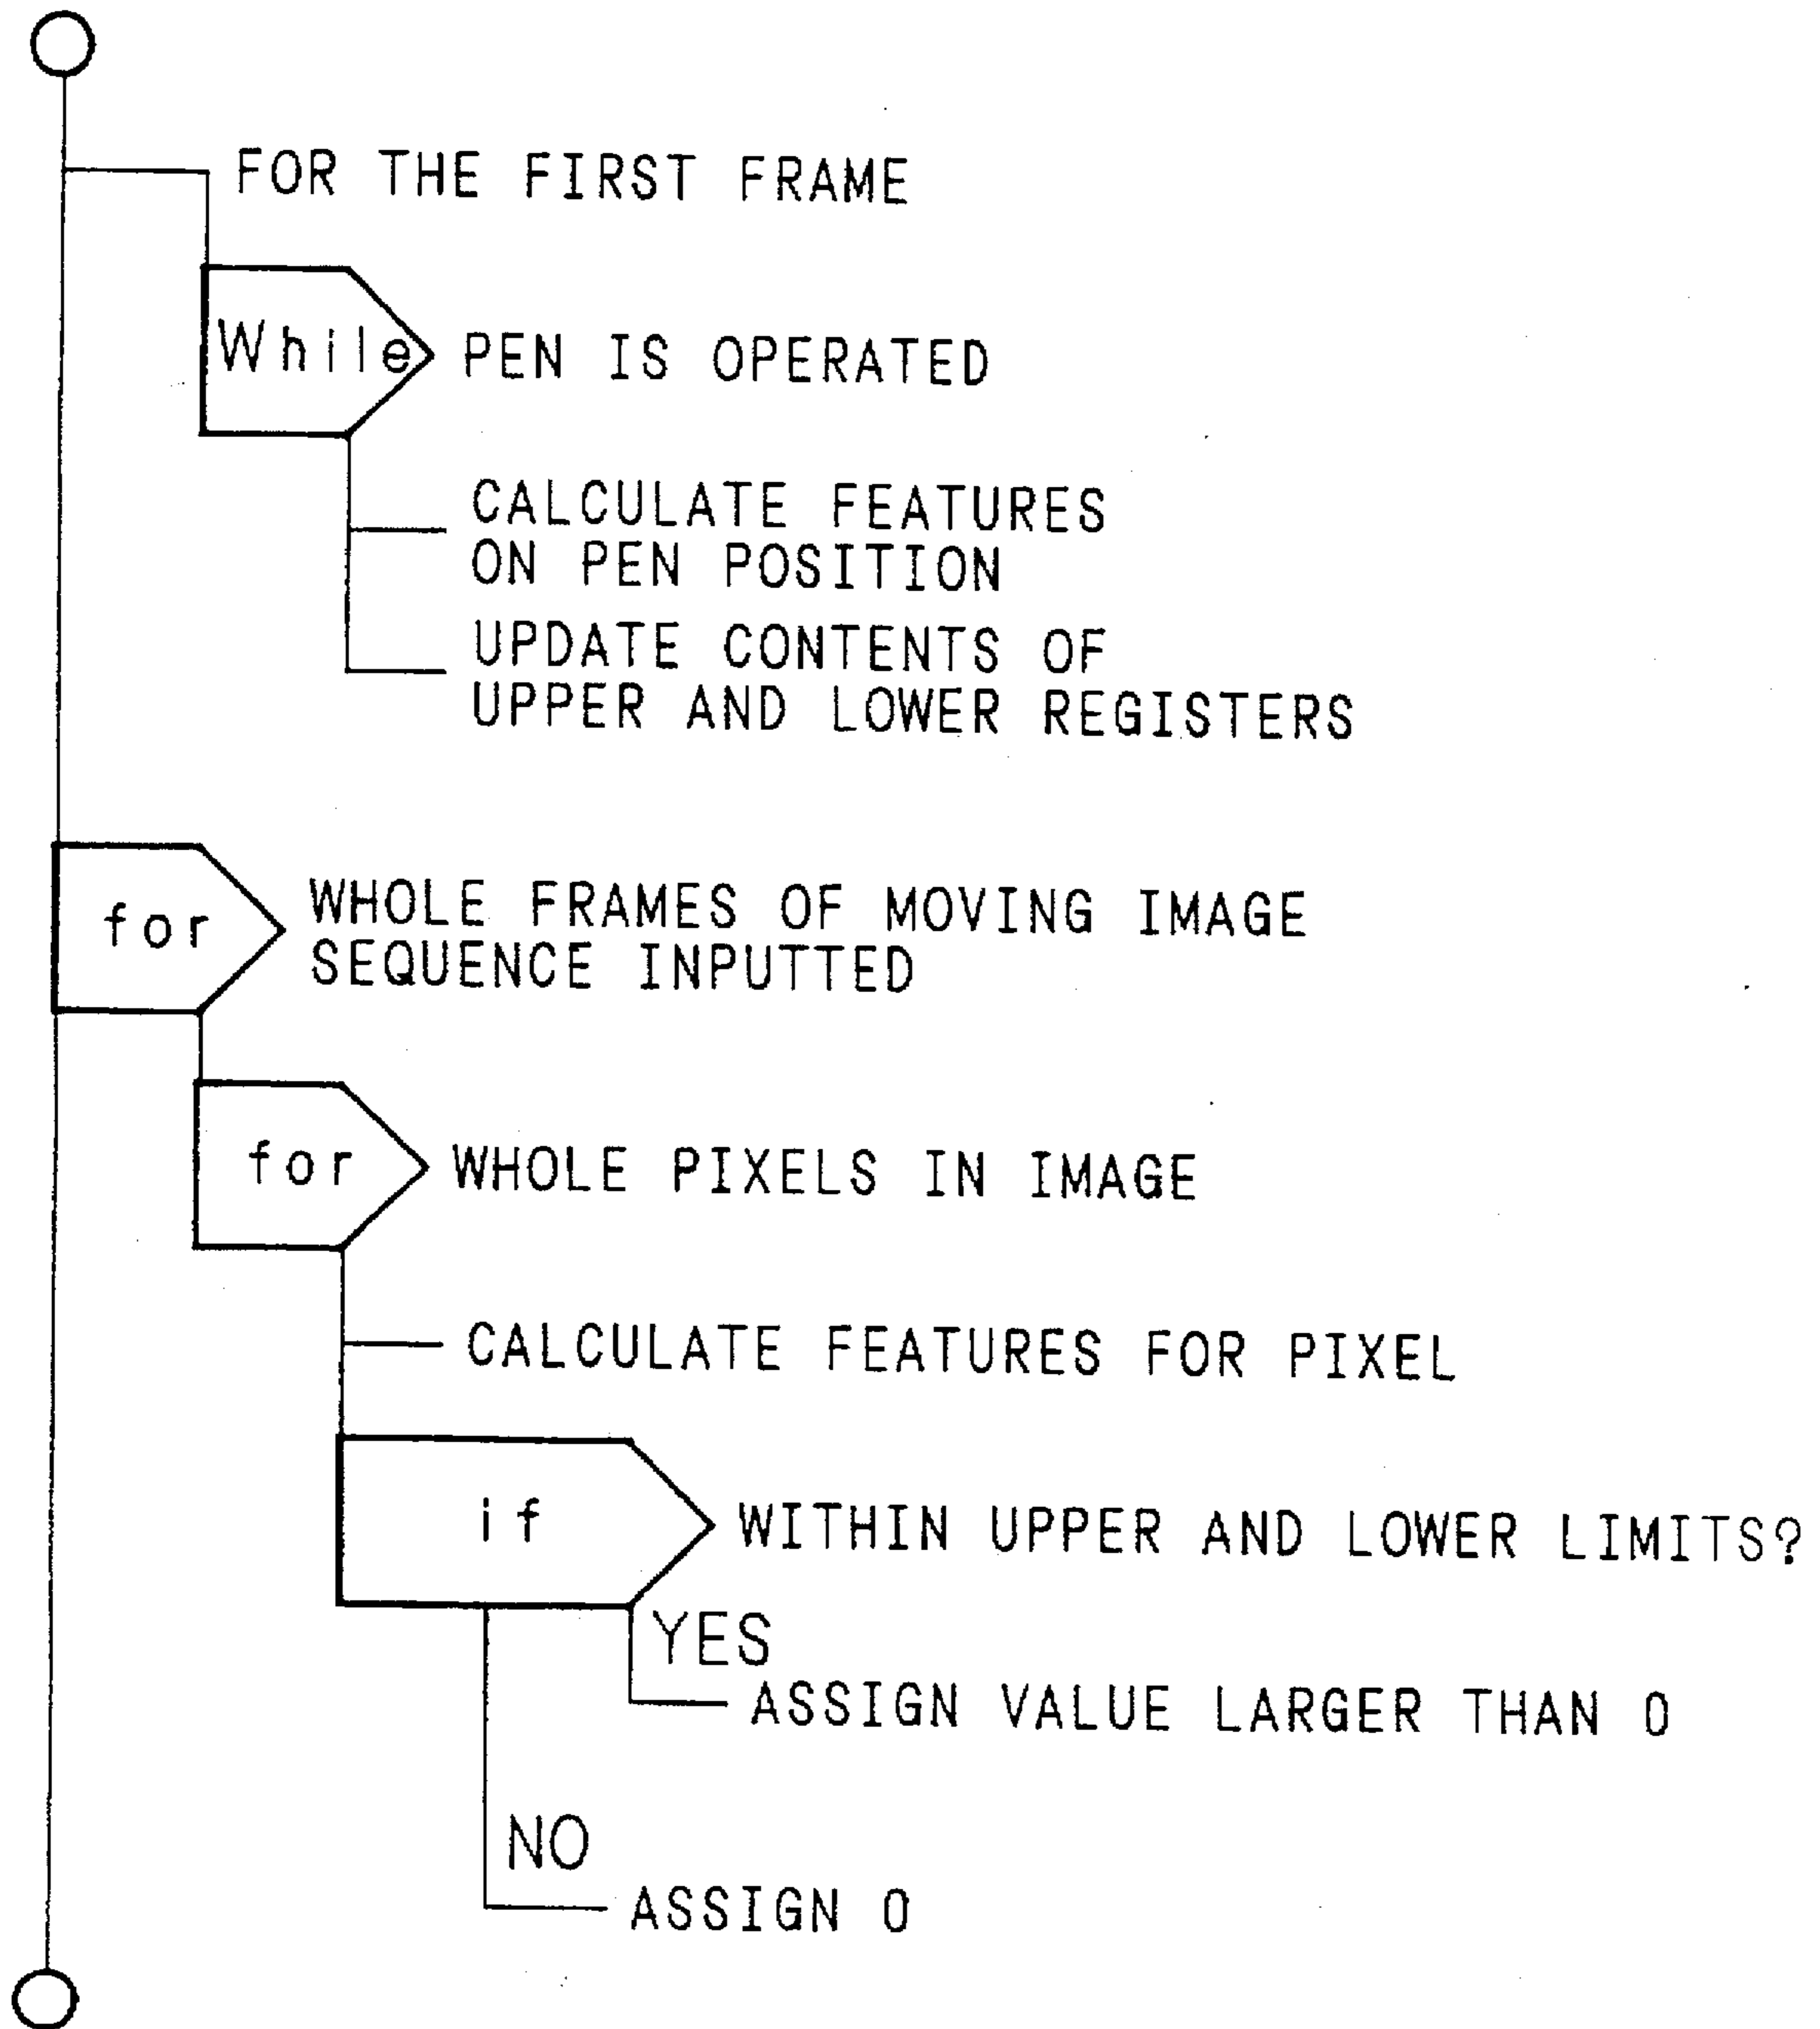 FOR THE FIRST FRAME
While
PEN IS OPERATED
CALCULATE FEATURES
ON PEN POSITION
UPDATE CONTENTS OF
UPPER AND LOWER REGISTERS
for
WHOLE FRAMES OF MOVING IMAGE
SEQUENCE INPUTTED
for
WHOLE PIXELS IN IMAGE
CALCULATE FEATURES FOR PIXEL
if
WITHIN UPPER AND LOWER LIMITS?
YES
ASSIGN VALUE LARGER THAN 0
NO
ASSIGN 0